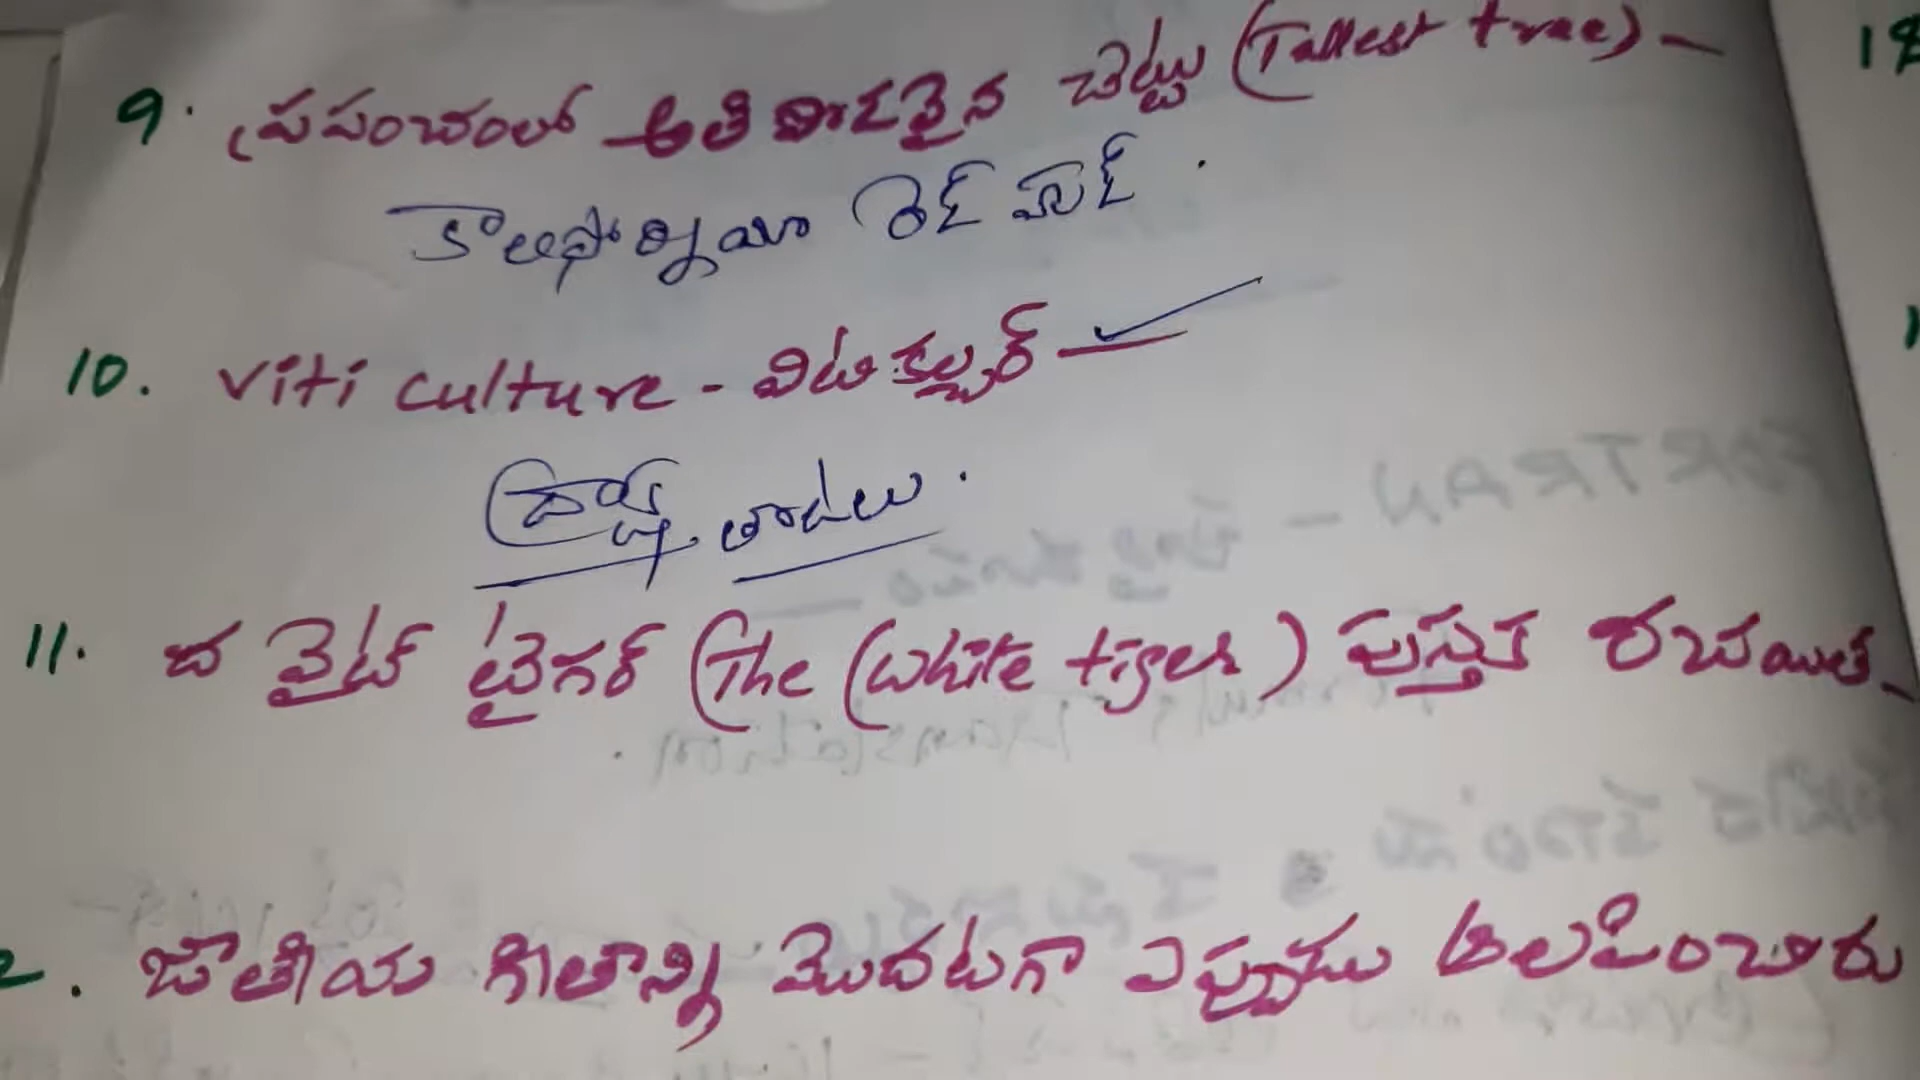 9. ప్రపంచంలో అతి పొడవైన చెట్టు (Tallest tree) -
కాలిఫోర్నియా రెడ్ వుడ్.
10. Viti culture - విటి కల్చర్ -
ద్రాక్ష తోటలు.
11. ద వైట్ టైగర్ (The (White tiger) పుస్తక రచయిత -
2. జాతీయ గీతాన్ని మొదటగా ఎప్పుడు ఆలపించారు